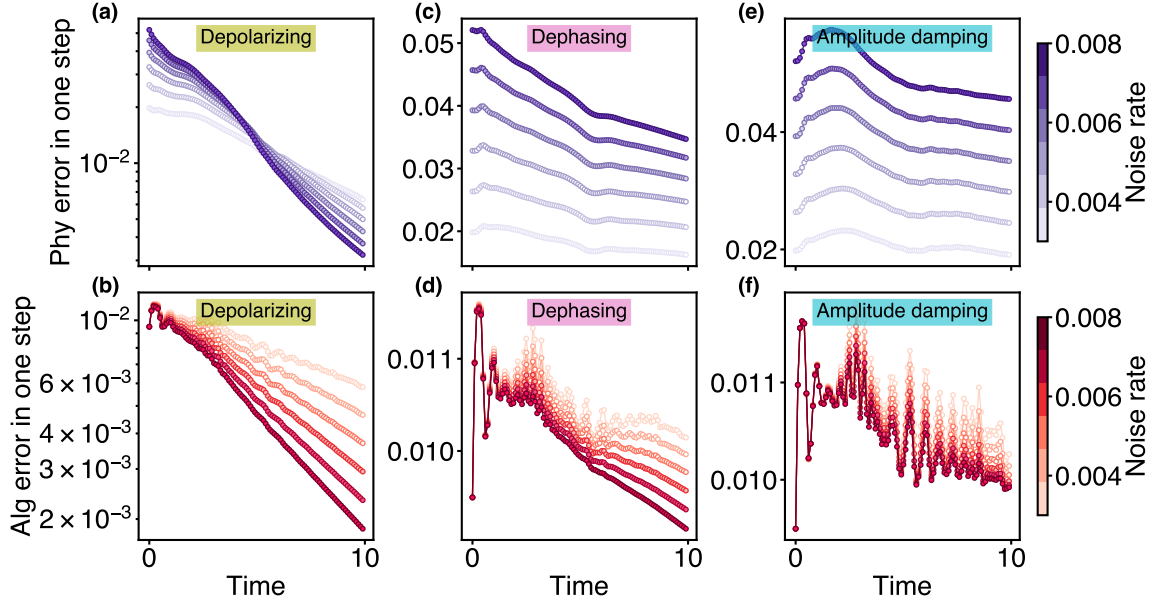 (a)
Depolarizing
Phy error in one step
10⁻²
(c)
Dephasing
0.05
0.04
0.03
0.02
(e)
Amplitude damping
0.04
0.02
0.008
0.006
0.004
Noise rate
(b)
Depolarizing
Alg error in one step
10⁻²
6 × 10⁻³
4 × 10⁻³
3 × 10⁻³
2 × 10⁻³
0
10
Time
(d)
Dephasing
0.011
0.010
0
10
Time
(f)
Amplitude damping
0.011
0.010
0
10
Time
0.008
0.006
0.004
Noise rate